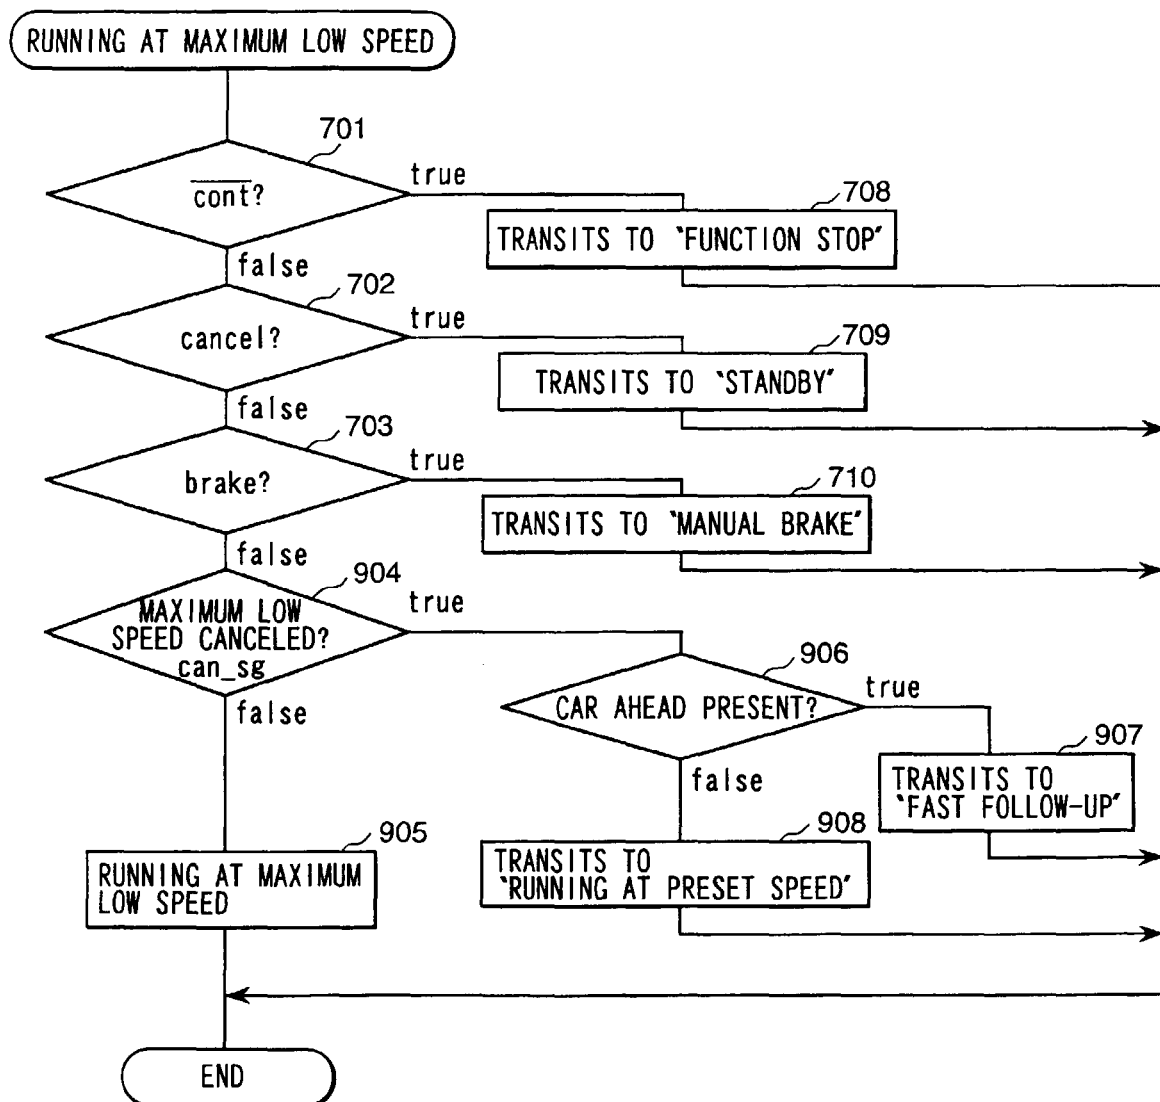 RUNNING AT MAXIMUM LOW SPEED
701
cont?
true
708
TRANSITS TO "FUNCTION STOP"
false
702
cancel?
true
709
TRANSITS TO "STANDBY"
false
703
brake?
true
710
TRANSITS TO "MANUAL BRAKE"
false
904
MAXIMUM LOW
SPEED CANCELED?
can_sg
true
906
CAR AHEAD PRESENT?
true
907
TRANSITS TO
"FAST FOLLOW-UP"
false
false
908
TRANSITS TO
"RUNNING AT PRESET SPEED"
905
RUNNING AT MAXIMUM
LOW SPEED
END